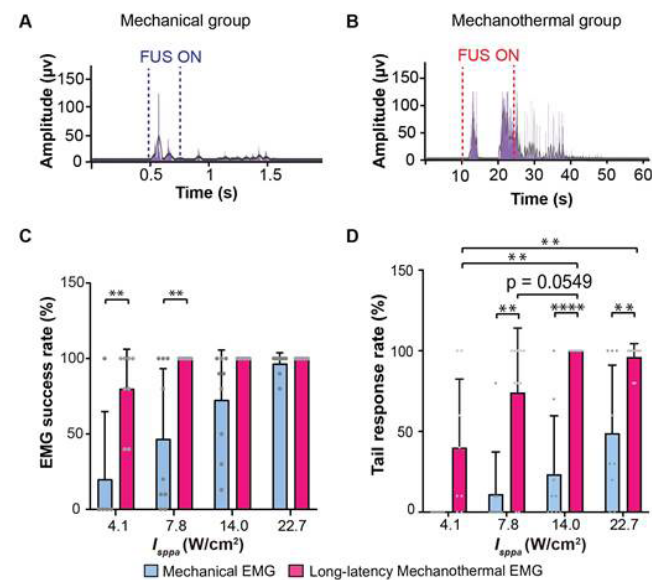 A Mechanical group
B Mechanothermal group
FUS ON
FUS ON
Amplitude (μv)
150
100
50
0
0.5 1 1.5
Time (s)
Amplitude (μv)
150
100
50
0
10 20 30 40 50 60
Time (s)
C
EMG success rate (%)
150
100
50
0
** **
4.1 7.8 14.0 22.7
Isppa (W/cm²)
D
Tail response rate (%)
150
100
50
0
**
**
p = 0.0549
** **** **
4.1 7.8 14.0 22.7
Isppa (W/cm²)
Mechanical EMG Long-latency Mechanothermal EMG